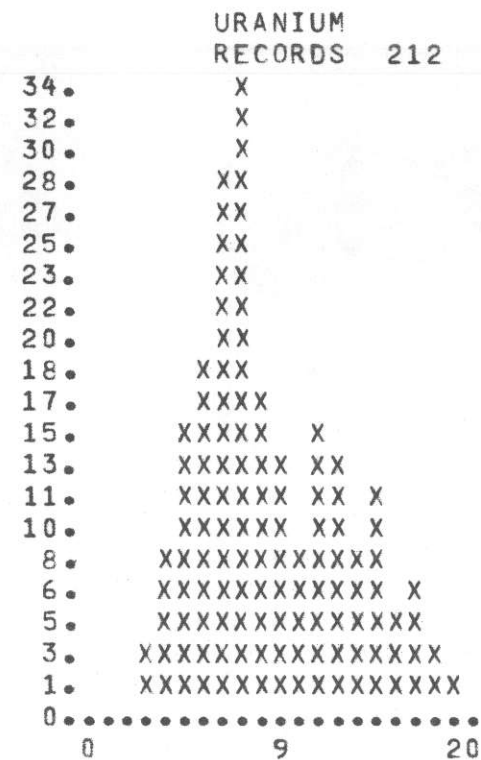 URANIUM
RECORDS 212
34. X
32. X
30. X
28. XX
27. XX
25. XX
23. XX
22. XX
20. XX
18. XXX
17. XXXX
15. XXXXX X
13. XXXXXX XX
11. XXXXXX XX X
10. XXXXXX XX X
8. XXXXXXXXXXXX
6. XXXXXXXXXXXX X
5. XXXXXXXXXXXXXX
3. XXXXXXXXXXXXXXXX
1. XXXXXXXXXXXXXXXXX
0......................
0 9 20